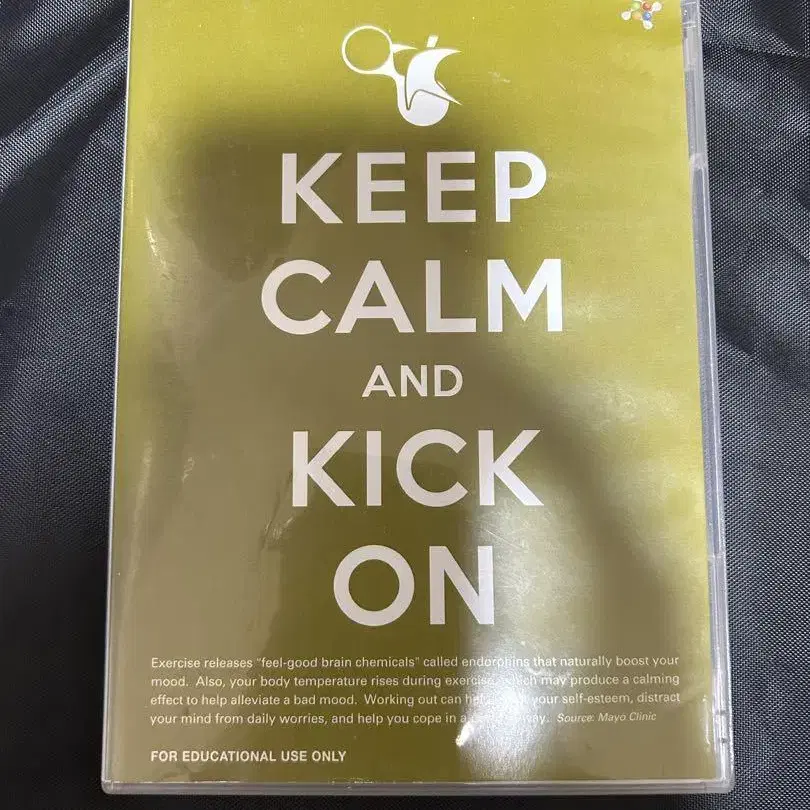 KEEP
CALM
AND
KICK
ON
Exercise releases "feel-good brain chemicals" called endorphins that naturally boost your
mood. Also, your body temperature rises during exercise, which may produce a calming
effect to help alleviate a bad mood. Working out can your self-esteem, distract
your mind from daily worries, and help you cope in a Source: Mayo Clinic
FOR EDUCATIONAL USE ONLY